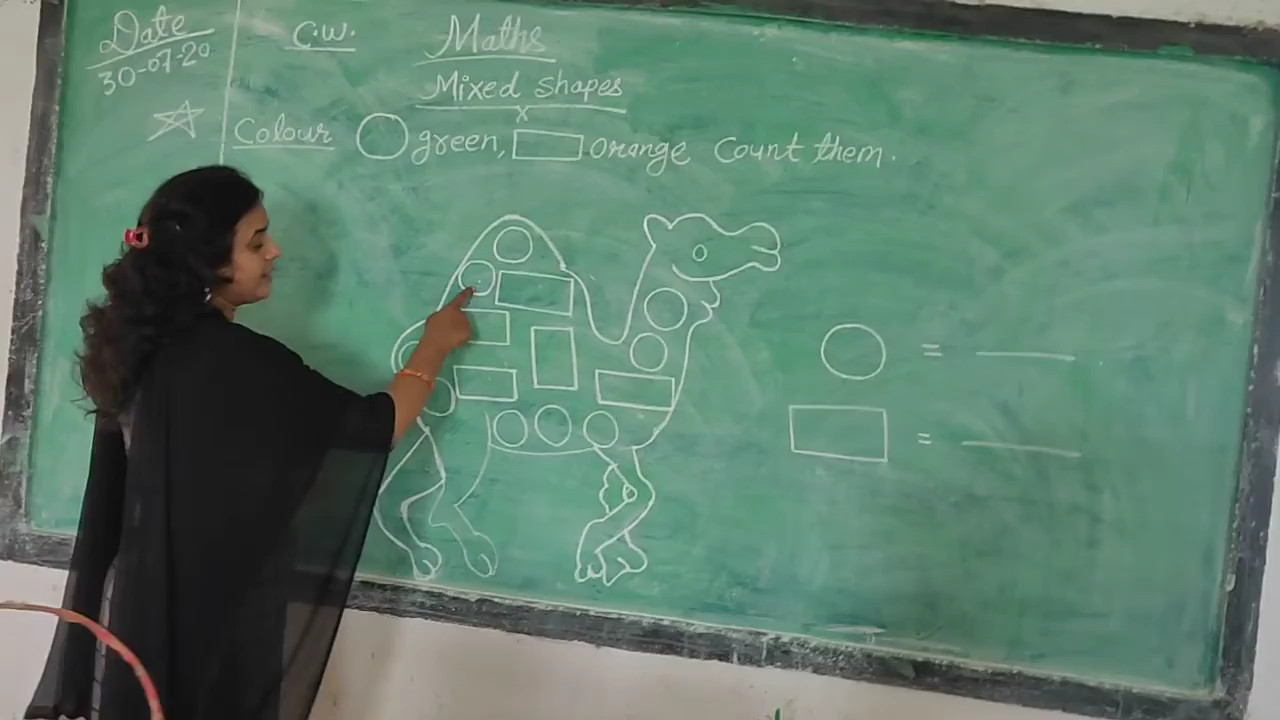 Date
30-07-20
C.W.
Maths
Mixed shapes
x
Colour green, orange Count them.
= 
=